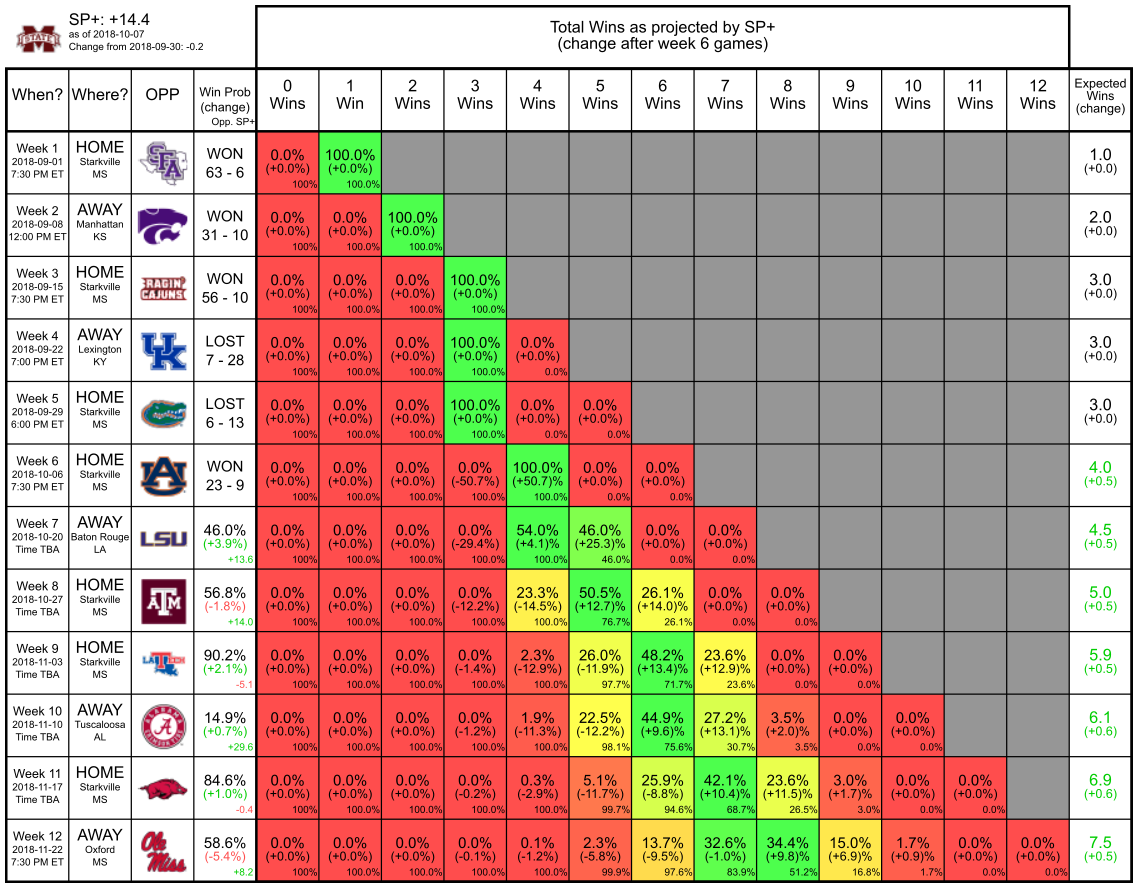 STATE
SP+: +14.4
as of 2018-10-07
Change from 2018-09-30: -0.2
Total Wins as projected by SP+
(change after week 6 games)
When? Where? OPP Win Prob (change) Opp. SP+ 0 Wins 1 Win 2 Wins 3 Wins 4 Wins 5 Wins 6 Wins 7 Wins 8 Wins 9 Wins 10 Wins 11 Wins 12 Wins Expected Wins (change)
Week 1 HOME SFA WON 0.0% 100.0% 1.0
2018-09-01 Starkville 63 - 6 (+0.0%) (+0.0%) (+0.0)
7:30 PM ET MS 100% 100.0%
Week 2 AWAY WON 0.0% 0.0% 100.0% 2.0
2018-09-08 Manhattan 31 - 10 (+0.0%) (+0.0%) (+0.0%) (+0.0)
12:00 PM ET KS 100% 100.0% 100.0%
Week 3 HOME RAGIN' CAJUNS WON 0.0% 0.0% 0.0% 100.0% 3.0
2018-09-15 Starkville 56 - 10 (+0.0%) (+0.0%) (+0.0%) (+0.0%) (+0.0)
7:30 PM ET MS 100% 100.0% 100.0% 100.0%
Week 4 AWAY UK LOST 0.0% 0.0% 0.0% 100.0% 0.0% 3.0
2018-09-22 Lexington 7 - 28 (+0.0%) (+0.0%) (+0.0%) (+0.0%) (+0.0%) (+0.0)
7:00 PM ET KY 100% 100.0% 100.0% 100.0% 0.0%
Week 5 HOME LOST 0.0% 0.0% 0.0% 100.0% 0.0% 0.0% 3.0
2018-09-29 Starkville 6 - 13 (+0.0%) (+0.0%) (+0.0%) (+0.0%) (+0.0%) (+0.0%) (+0.0)
6:00 PM ET MS 100% 100.0% 100.0% 100.0% 0.0% 0.0%
Week 6 HOME AU WON 0.0% 0.0% 0.0% 0.0% 100.0% 0.0% 0.0% 4.0
2018-10-06 Starkville 23 - 9 (+0.0%) (+0.0%) (+0.0%) (-50.7%) (+50.7)% (+0.0%) (+0.0%) (+0.5)
7:30 PM ET MS 100% 100.0% 100.0% 100.0% 100.0% 0.0% 0.0%
Week 7 AWAY LSU 46.0% 0.0% 0.0% 0.0% 0.0% 54.0% 46.0% 0.0% 0.0% 4.5
2018-10-20 Baton Rouge (+3.9%) (+0.0%) (+0.0%) (+0.0%) (-29.4%) (+4.1)% (+25.3)% (+0.0%) (+0.0%) (+0.5)
Time TBA LA +13.6 100% 100.0% 100.0% 100.0% 100.0% 46.0% 0.0% 0.0%
Week 8 HOME ATM 56.8% 0.0% 0.0% 0.0% 0.0% 23.3% 50.5% 26.1% 0.0% 0.0% 5.0
2018-10-27 Starkville (-1.8%) (+0.0%) (+0.0%) (+0.0%) (-12.2%) (-14.5%) (+12.7)% (+14.0)% (+0.0%) (+0.0%) (+0.5)
Time TBA MS +14.0 100% 100.0% 100.0% 100.0% 100.0% 76.7% 26.1% 0.0% 0.0%
Week 9 HOME LA TECH 90.2% 0.0% 0.0% 0.0% 0.0% 2.3% 26.0% 48.2% 23.6% 0.0% 0.0% 5.9
2018-11-03 Starkville (+2.1%) (+0.0%) (+0.0%) (+0.0%) (-1.4%) (-12.9%) (-11.9%) (+13.4)% (+12.9)% (+0.0%) (+0.0%) (+0.5)
Time TBA MS -5.1 100% 100.0% 100.0% 100.0% 100.0% 97.7% 71.7% 23.6% 0.0% 0.0%
Week 10 AWAY A 14.9% 0.0% 0.0% 0.0% 0.0% 1.9% 22.5% 44.9% 27.2% 3.5% 0.0% 0.0% 6.1
2018-11-10 Tuscaloosa (+0.7%) (+0.0%) (+0.0%) (+0.0%) (-1.2%) (-11.3%) (-12.2%) (+9.6)% (+13.1)% (+2.0)% (+0.0%) (+0.0%) (+0.6)
Time TBA AL +29.6 100% 100.0% 100.0% 100.0% 100.0% 98.1% 75.6% 30.7% 3.5% 0.0% 0.0%
Week 11 HOME 84.6% 0.0% 0.0% 0.0% 0.0% 0.3% 5.1% 25.9% 42.1% 23.6% 3.0% 0.0% 0.0% 6.9
2018-11-17 Starkville (+1.0%) (+0.0%) (+0.0%) (+0.0%) (-0.2%) (-2.9%) (-11.7%) (-8.8%) (+10.4)% (+11.5)% (+1.7)% (+0.0%) (+0.0%) (+0.6)
Time TBA MS -0.4 100% 100.0% 100.0% 100.0% 100.0% 99.7% 94.6% 68.7% 26.5% 3.0% 0.0% 0.0%
Week 12 AWAY Ole Miss 58.6% 0.0% 0.0% 0.0% 0.0% 0.1% 2.3% 13.7% 32.6% 34.4% 15.0% 1.7% 0.0% 0.0% 7.5
2018-11-22 Oxford (-5.4%) (+0.0%) (+0.0%) (+0.0%) (-0.1%) (-1.2%) (-5.8%) (-9.5%) (-1.0%) (+9.8)% (+6.9)% (+0.9)% (+0.0%) (+0.0%) (+0.5)
7:30 PM ET MS +8.2 100% 100.0% 100.0% 100.0% 100.0% 99.9% 97.6% 83.9% 51.2% 16.8% 1.7% 0.0% 0.0%